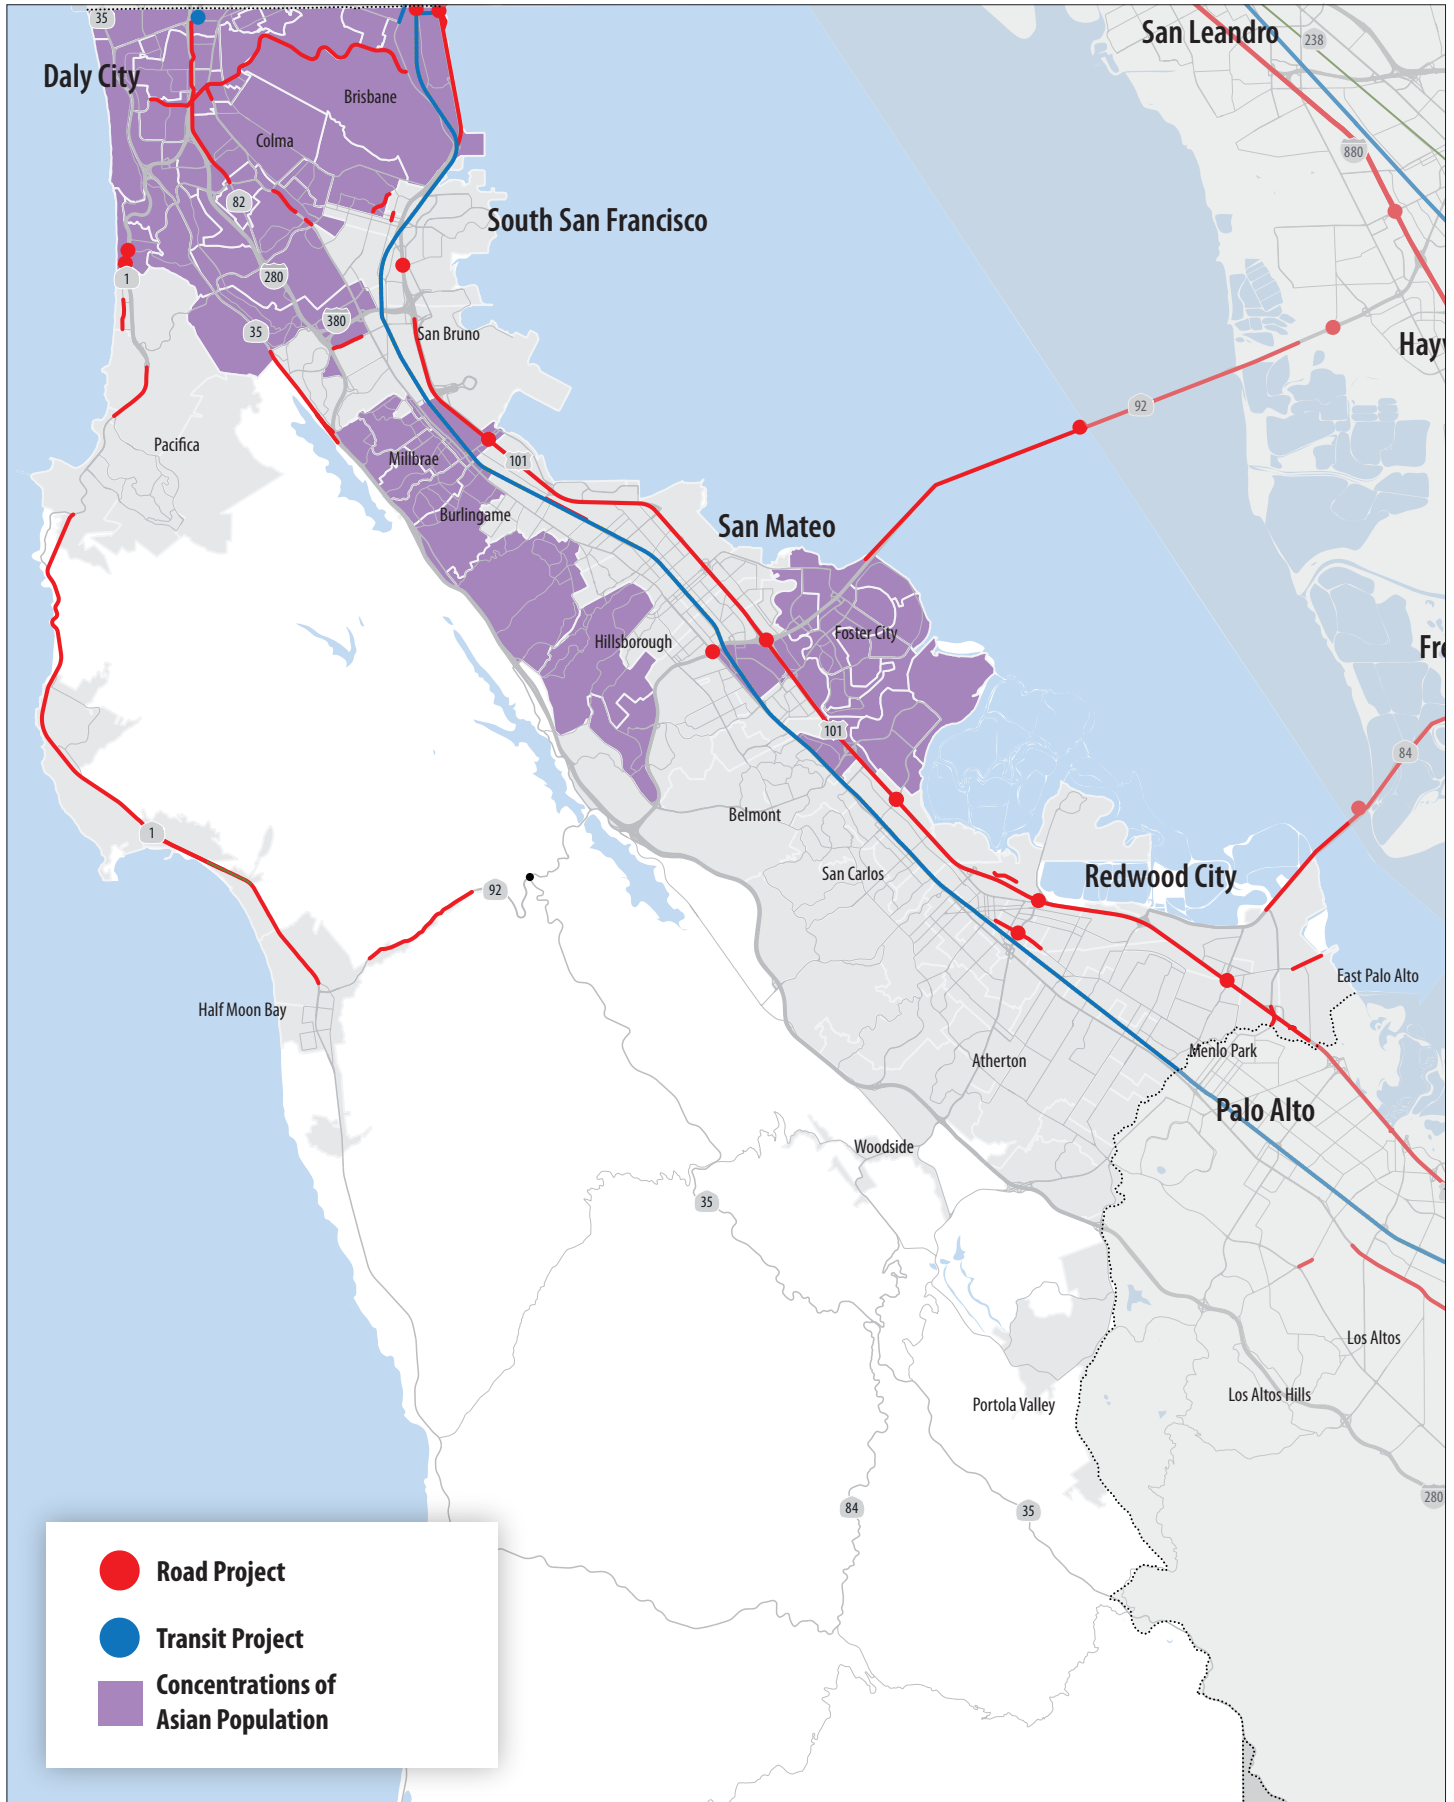 35
San Leandro
238
Daly City
Brisbane
Colma
880
82
South San Francisco
1
280
380
35
San Bruno
Hay
92
Pacifica
Millbrae
101
Burlingame
San Mateo
Foster City
Hillsborough
Fre
101
84
Belmont
1
San Carlos
Redwood City
92
East Palo Alto
Half Moon Bay
Menlo Park
Atherton
Palo Alto
Woodside
35
Los Altos
Los Altos Hills
Portola Valley
280
84
35
Road Project
Transit Project
Concentrations of
Asian Population